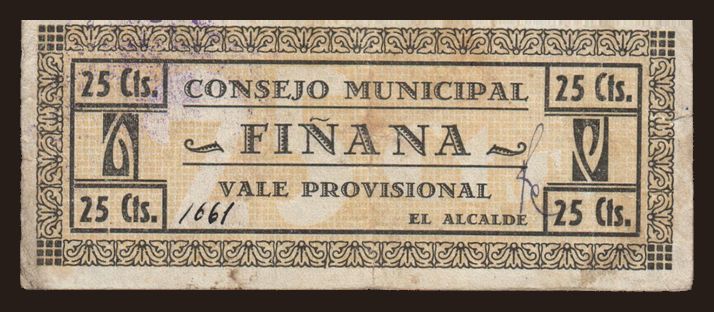 25 Cts. CONSEJO MUNICIPAL 25 Cts.
FIÑANA
VALE PROVISIONAL
25 Cts. 1661 EL ALCALDE 25 Cts.